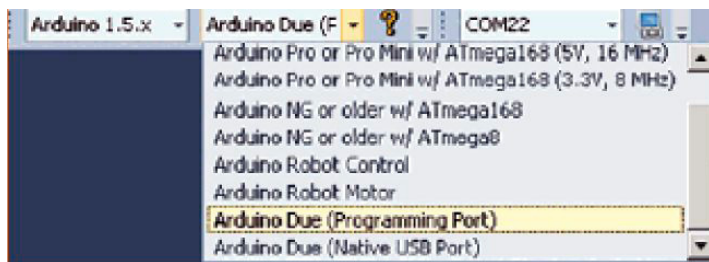 Arduino 1.5.x Arduino Due (F COM22
Arduino Pro or Pro Mini w/ ATmega168 (5V, 16 MHz)
Arduino Pro or Pro Mini w/ ATmega168 (3.3V, 8 MHz)
Arduino NG or older w/ ATmega168
Arduino NG or older w/ ATmega8
Arduino Robot Control
Arduino Robot Motor
Arduino Due (Programming Port)
Arduino Due (Native USB Port)